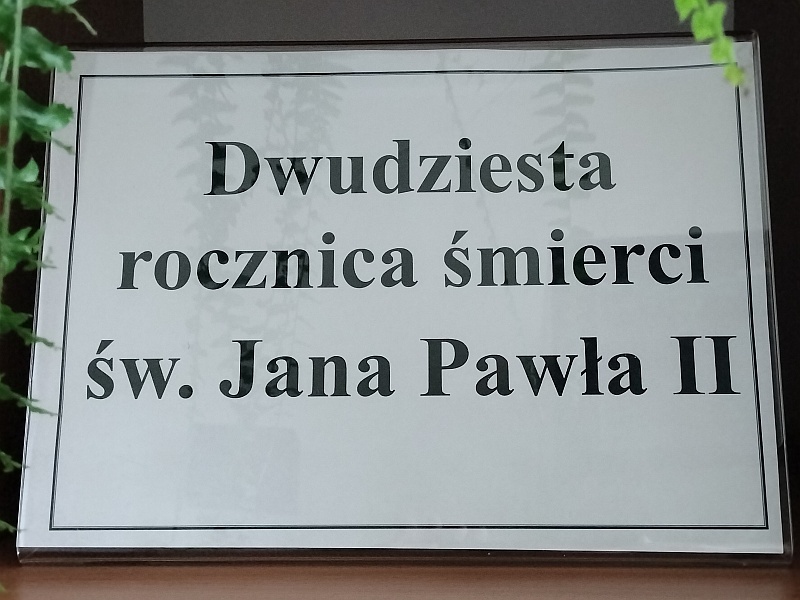 Dwudziesta
rocznica śmierci
św. Jana Pawła II